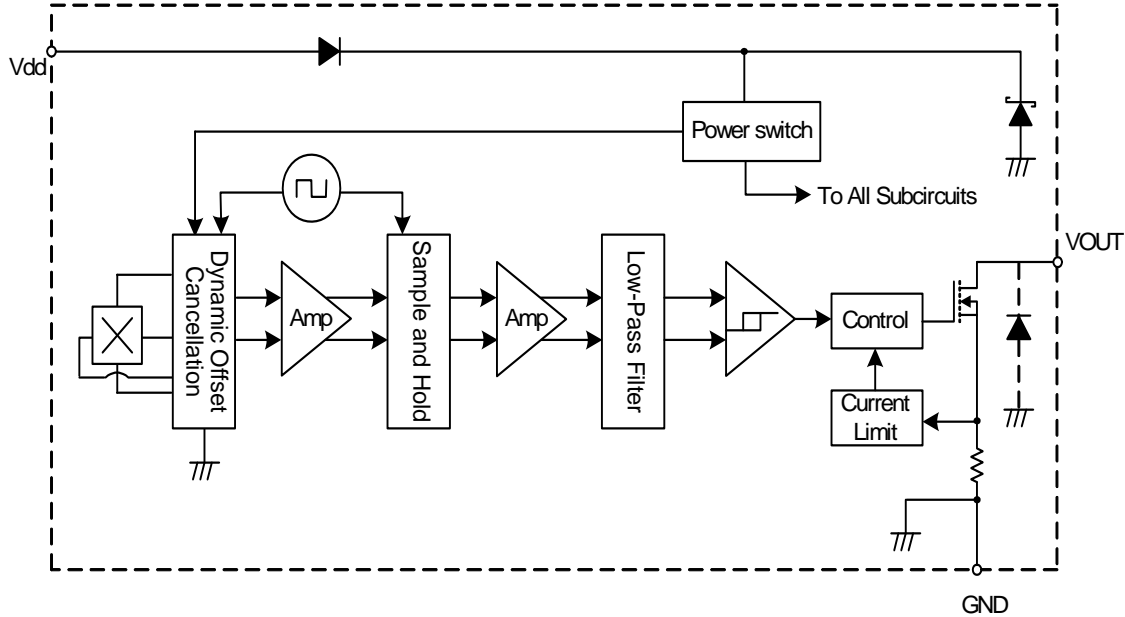 Vdd
Power switch
To All Subcircuits
VOUT
Dynamic Offset
Cancellation
Amp
Sample and Hold
Amp
Low-Pass Filter
Control
Current
Limit
GND